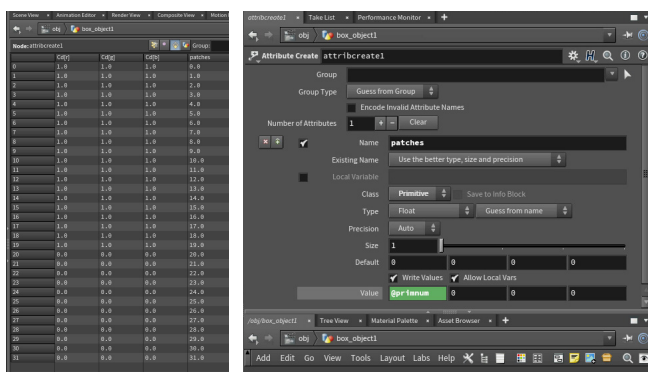 Scene View × Animation Editor × Render View × Composite View × Motion
obj box_object1
Node: attribcreate1 Group:
Cd[r] Cd[g] Cd[b] patches
0 1.0 1.0 1.0 0.0
1 1.0 1.0 1.0 1.0
2 1.0 1.0 1.0 2.0
3 1.0 1.0 1.0 3.0
4 1.0 1.0 1.0 4.0
5 1.0 1.0 1.0 5.0
6 1.0 1.0 1.0 6.0
7 1.0 1.0 1.0 7.0
8 1.0 1.0 1.0 8.0
9 1.0 1.0 1.0 9.0
10 1.0 1.0 1.0 10.0
11 1.0 1.0 1.0 11.0
12 1.0 1.0 1.0 12.0
13 1.0 1.0 1.0 13.0
14 1.0 1.0 1.0 14.0
15 1.0 1.0 1.0 15.0
16 1.0 1.0 1.0 16.0
17 1.0 1.0 1.0 17.0
18 1.0 1.0 1.0 18.0
19 1.0 1.0 1.0 19.0
20 0.0 0.0 0.0 20.0
21 0.0 0.0 0.0 21.0
22 0.0 0.0 0.0 22.0
23 0.0 0.0 0.0 23.0
24 0.0 0.0 0.0 24.0
25 0.0 0.0 0.0 25.0
26 0.0 0.0 0.0 26.0
27 0.0 0.0 0.0 27.0
28 0.0 0.0 0.0 28.0
29 0.0 0.0 0.0 29.0
30 0.0 0.0 0.0 30.0
31 0.0 0.0 0.0 31.0
attribcreate1 × Take List × Performance Monitor × +
obj box_object1
Attribute Create attribcreate1
Group
Group Type Guess from Group
Encode Invalid Attribute Names
Number of Attributes 1 + − Clear
Name patches
Existing Name Use the better type, size and precision
Local Variable
Class Primitive Save to Info Block
Type Float Guess from name
Precision Auto
Size 1
Default 0 0 0 0
Write Values Allow Local Vars
Value @primnum 0 0 0
/obj/box_object1 × Tree View × Material Palette × Asset Browser × +
obj box_object1
Add Edit Go View Tools Layout Labs Help